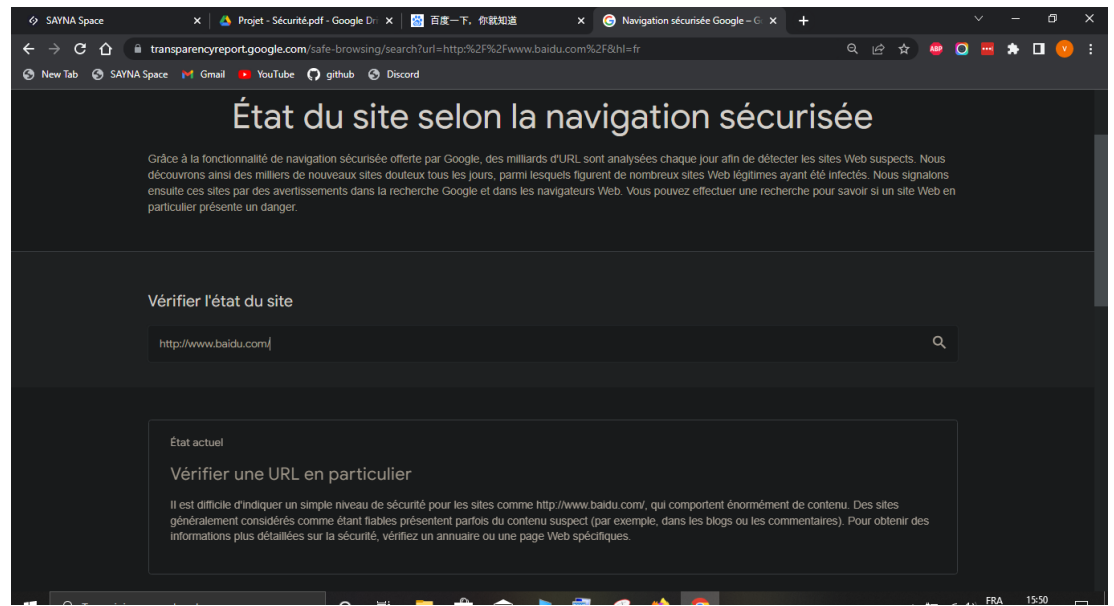 SAYNA Space
Projet - Sécurité.pdf - Google Dri
百度一下，你就知道
Navigation sécurisée Google – G
transparencyreport.google.com/safe-browsing/search?url=http:%2F%2Fwww.baidu.com%2F&hl=fr
ABP
V
New Tab SAYNA Space Gmail YouTube github Discord
État du site selon la navigation sécurisée
Grâce à la fonctionnalité de navigation sécurisée offerte par Google, des milliards d'URL sont analysées chaque jour afin de détecter les sites Web suspects. Nous
découvrons ainsi des milliers de nouveaux sites douteux tous les jours, parmi lesquels figurent de nombreux sites Web légitimes ayant été infectés. Nous signalons
ensuite ces sites par des avertissements dans la recherche Google et dans les navigateurs Web. Vous pouvez effectuer une recherche pour savoir si un site Web en
particulier présente un danger.
Vérifier l'état du site
http://www.baidu.com/
État actuel
Vérifier une URL en particulier
Il est difficile d'indiquer un simple niveau de sécurité pour les sites comme http://www.baidu.com/, qui comportent énormément de contenu. Des sites
généralement considérés comme étant fiables présentent parfois du contenu suspect (par exemple, dans les blogs ou les commentaires). Pour obtenir des
informations plus détaillées sur la sécurité, vérifiez un annuaire ou une page Web spécifiques.
FRA
15:50